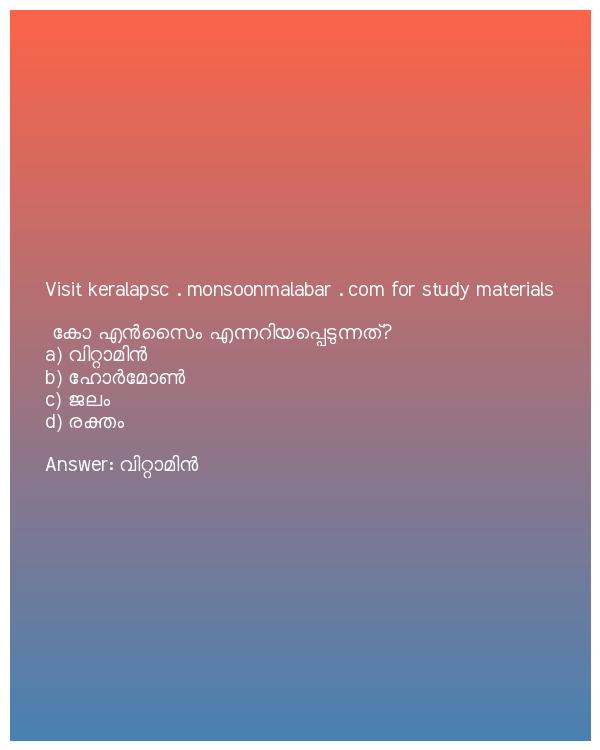 Visit keralapsc . monsoonmalabar . com for study materials
കോ എൻസൈം എന്നറിയപ്പെടുന്നത്?
a) വിറ്റാമിൻ
b) ഹോർമോൺ
c) ജലം
d) രക്തം
Answer: വിറ്റാമിൻ